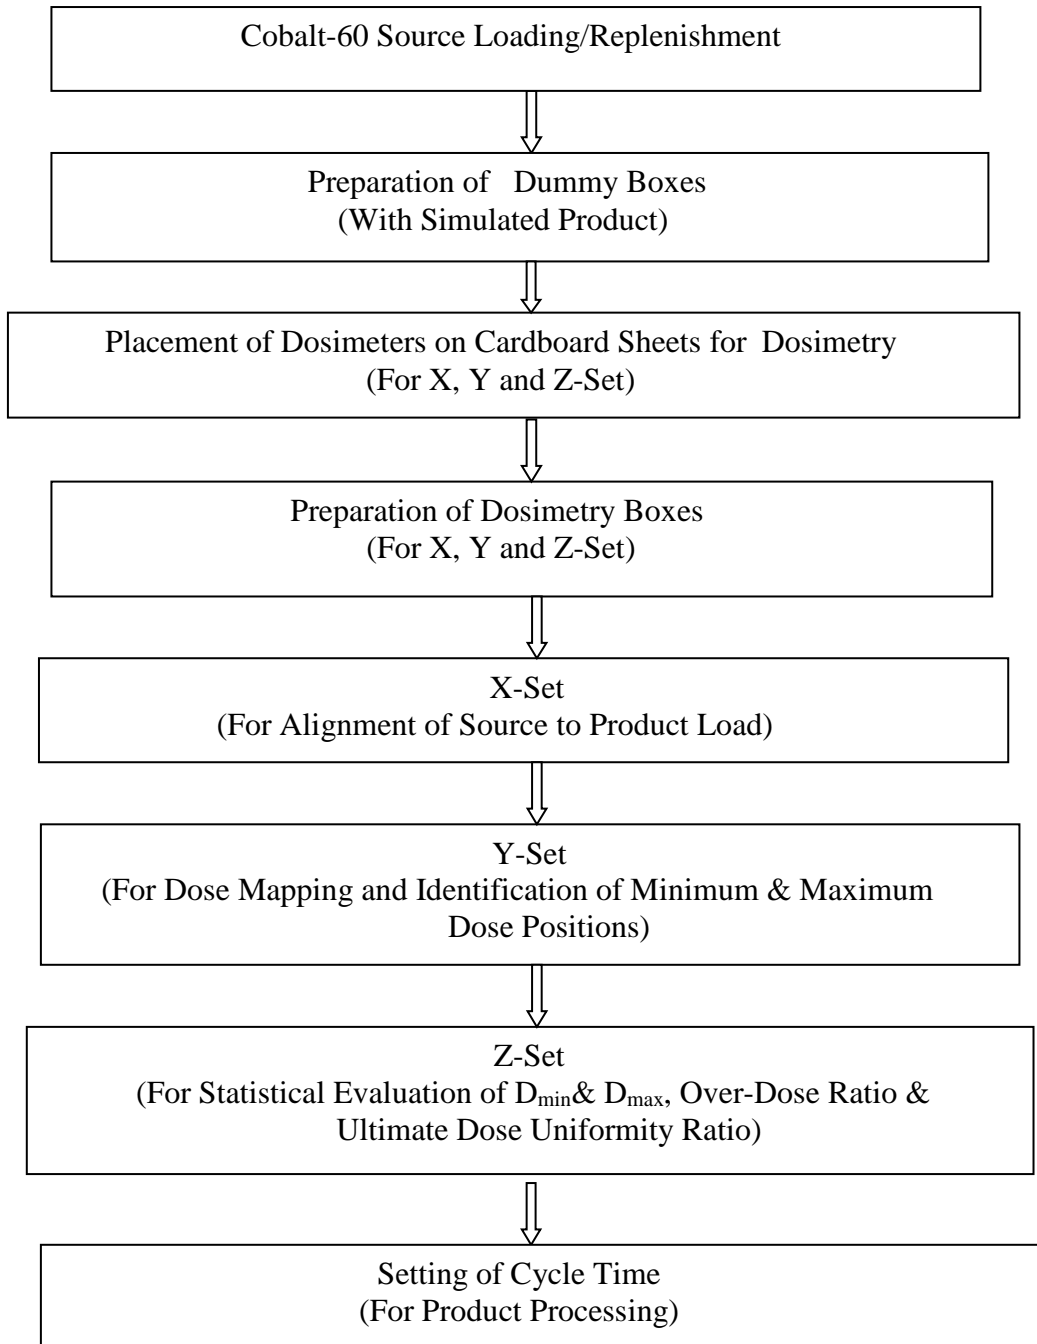 Cobalt-60 Source Loading/Replenishment
Preparation of Dummy Boxes
(With Simulated Product)
Placement of Dosimeters on Cardboard Sheets for Dosimetry
(For X, Y and Z-Set)
Preparation of Dosimetry Boxes
(For X, Y and Z-Set)
X-Set
(For Alignment of Source to Product Load)
Y-Set
(For Dose Mapping and Identification of Minimum & Maximum
Dose Positions)
Z-Set
(For Statistical Evaluation of Dmin& Dmax, Over-Dose Ratio &
Ultimate Dose Uniformity Ratio)
Setting of Cycle Time
(For Product Processing)